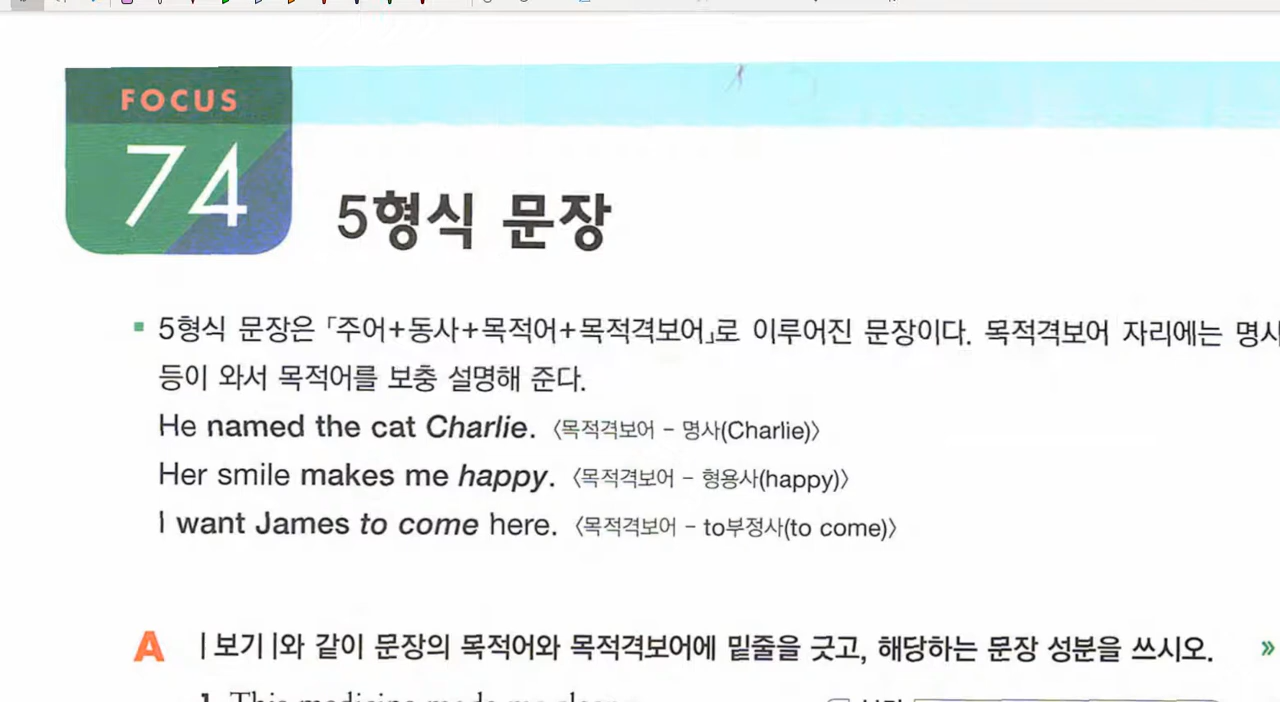 FOCUS
74
5형식 문장
5형식 문장은 「주어+동사+목적어+목적격보어」로 이루어진 문장이다. 목적격보어 자리에는 명사
등이 와서 목적어를 보충 설명해 준다.
He named the cat Charlie. 〈목적격보어 - 명사(Charlie)〉
Her smile makes me happy. 〈목적격보어 - 형용사(happy)〉
I want James to come here. 〈목적격보어 - to부정사(to come)〉
A |보기|와 같이 문장의 목적어와 목적격보어에 밑줄을 긋고, 해당하는 문장 성분을 쓰시오. »
1 This medicine made me